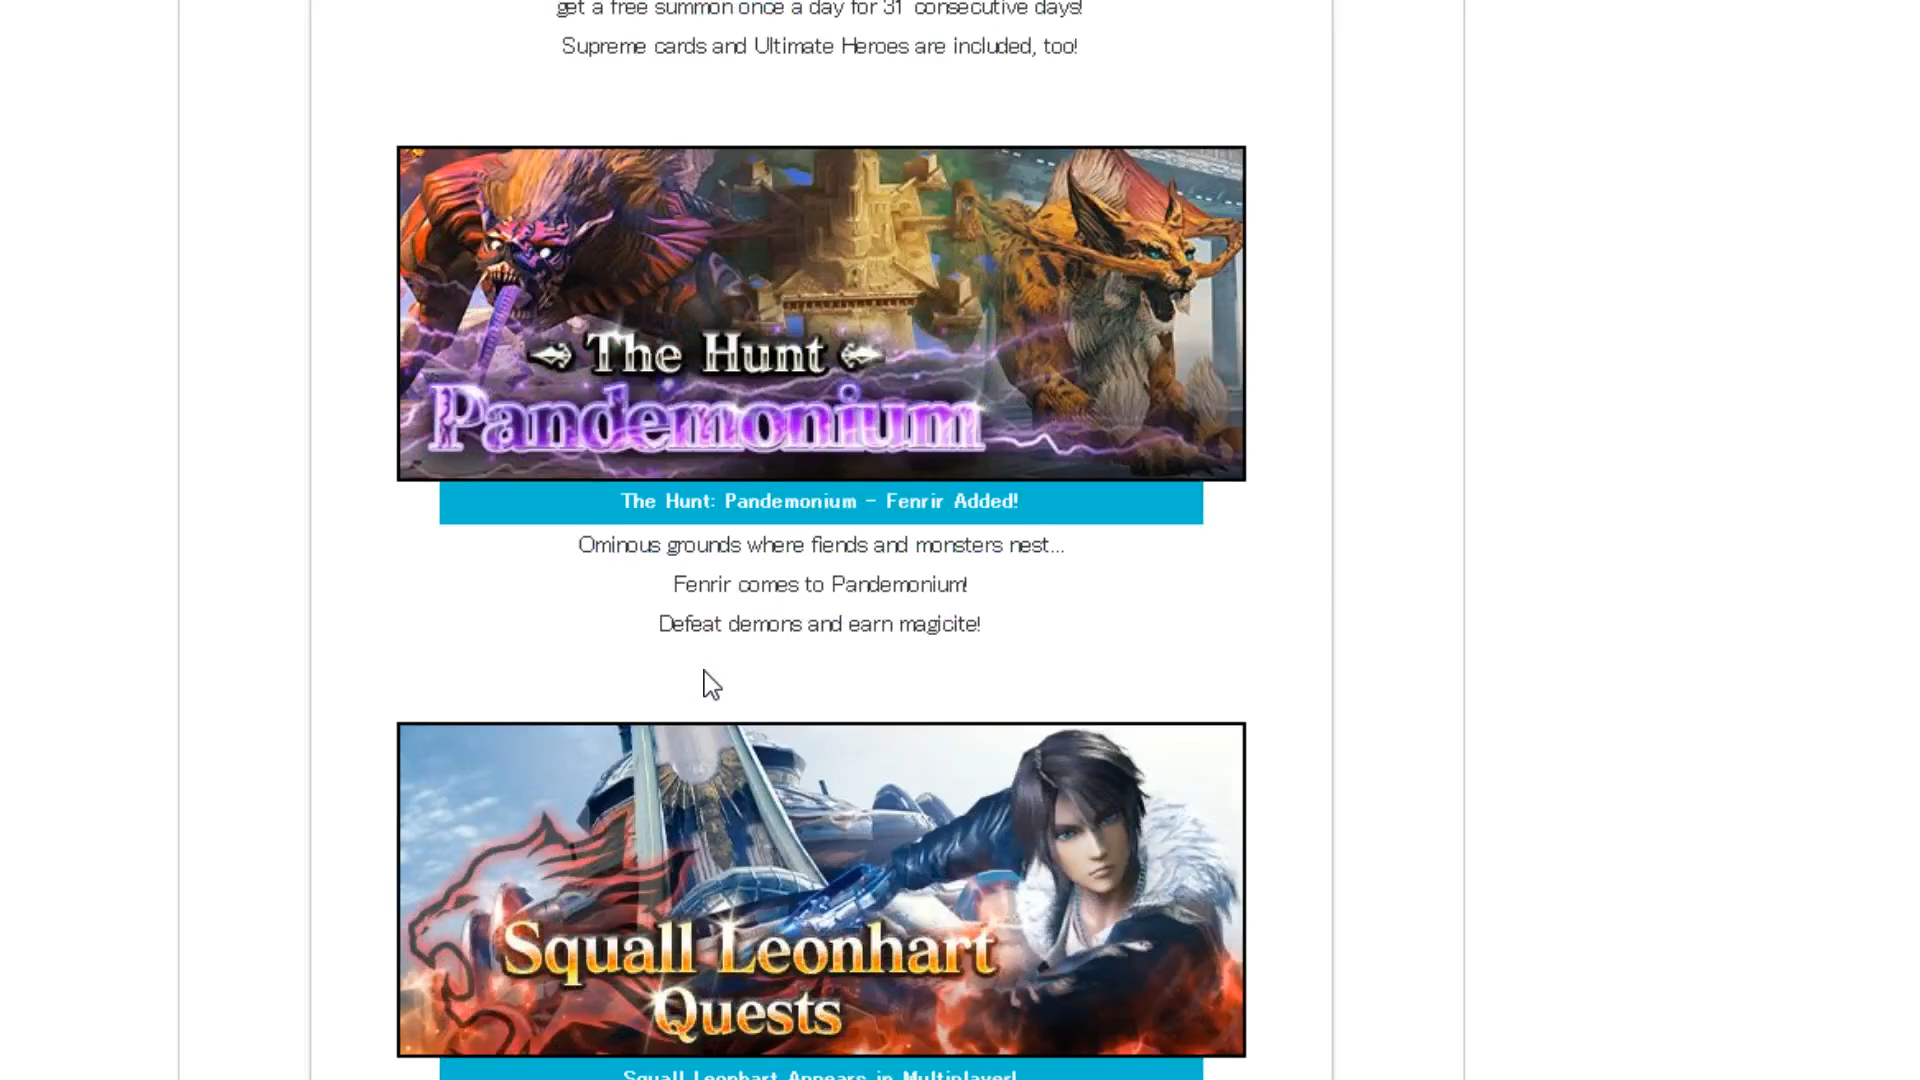 get a free summon once a day for 31 consecutive days!
Supreme cards and Ultimate Heroes are included, too!
The Hunt
Pandemonium
The Hunt: Pandemonium – Fenrir Added!
Ominous grounds where fiends and monsters nest...
Fenrir comes to Pandemonium!
Defeat demons and earn magicite!
Squall Leonhart
Quests
Squall Leonhart Appears in Multiplayer!